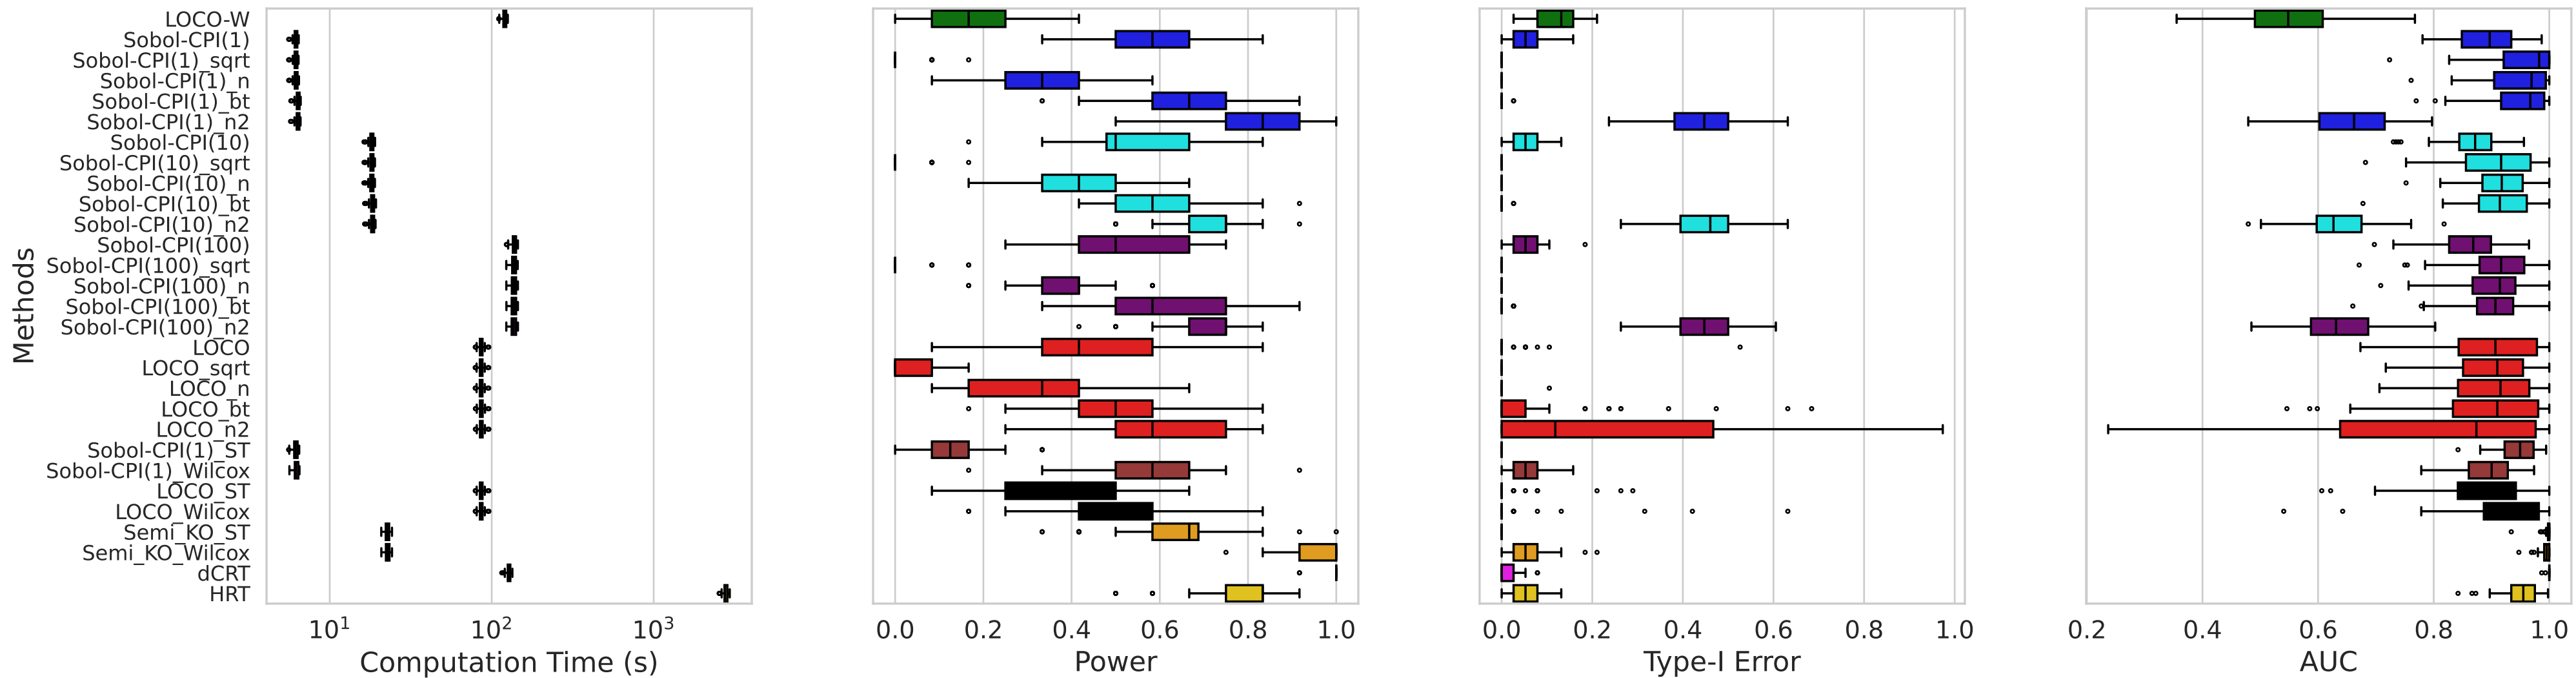 Methods
LOCO-W
Sobol-CPI(1)
Sobol-CPI(1)_sqrt
Sobol-CPI(1)_n
Sobol-CPI(1)_bt
Sobol-CPI(1)_n2
Sobol-CPI(10)
Sobol-CPI(10)_sqrt
Sobol-CPI(10)_n
Sobol-CPI(10)_bt
Sobol-CPI(10)_n2
Sobol-CPI(100)
Sobol-CPI(100)_sqrt
Sobol-CPI(100)_n
Sobol-CPI(100)_bt
Sobol-CPI(100)_n2
LOCO
LOCO_sqrt
LOCO_n
LOCO_bt
LOCO_n2
Sobol-CPI(1)_ST
Sobol-CPI(1)_Wilcox
LOCO_ST
LOCO_Wilcox
Semi_KO_ST
Semi_KO_Wilcox
dCRT
HRT
10¹ 10² 10³
Computation Time (s)
0.0 0.2 0.4 0.6 0.8 1.0
Power
0.0 0.2 0.4 0.6 0.8 1.0
Type-I Error
0.2 0.4 0.6 0.8 1.0
AUC